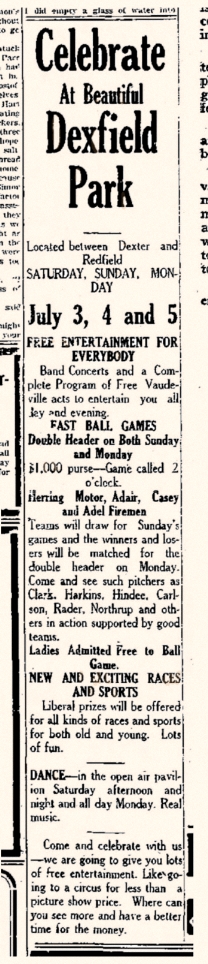 I did empty a glass of water into
Celebrate
At Beautiful
Dexfield
Park
Located between Dexter and
Redfield
SATURDAY, SUNDAY, MON-
DAY
July 3, 4 and 5
FREE ENTERTAINMENT FOR
EVERYBODY
Band Concerts and a Com-
plete Program of Free Vaude-
ville acts to entertain you all
day and evening.
FAST BALL GAMES
Double Header on Both Sunday
and Monday
$1,000 purse—Game called 2
o'clock.
Herring Motor, Adair, Casey
and Adel Firemen
Teams will draw for Sunday's
games and the winners and los-
ers will be matched for the
double header on Monday.
Come and see such pitchers as
Clark, Harkins, Hindee, Carl-
son, Rader, Northrup and oth-
ers in action supported by good
teams.
Ladies Admitted Free to Ball
Game.
NEW AND EXCITING RACES
AND SPORTS
Liberal prizes will be offered
for all kinds of races and sports
for both old and young. Lots
of fun.
DANCE—in the open air pavil-
ion Saturday afternoon and
night and all day Monday. Real
music.
Come and celebrate with us
—we are going to give you lots
of free entertainment. Like go-
ing to a circus for less than a
picture show price. Where can
you see more and have a better
time for the money.